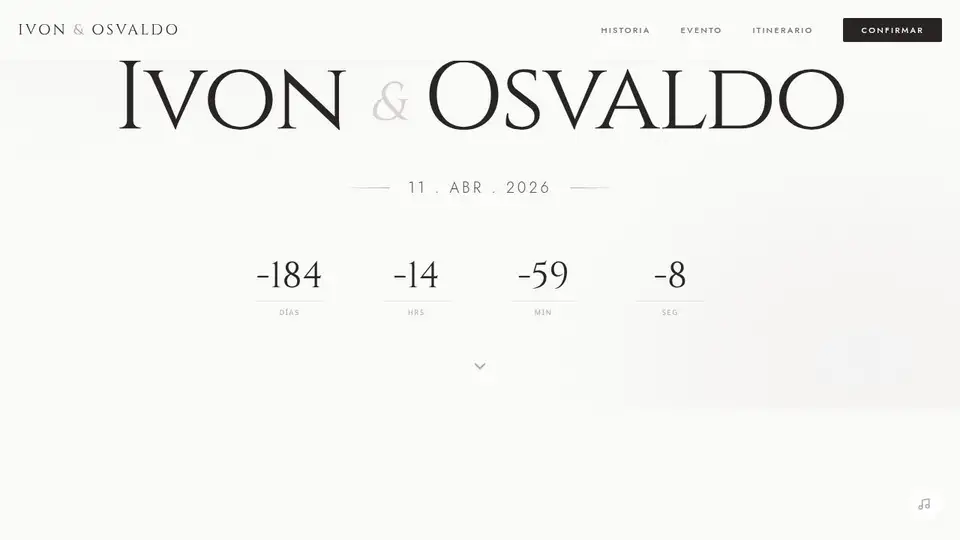 IVON & OSVALDO
HISTORIA
EVENTO
ITINERARIO
CONFIRMAR
IVON & OSVALDO
11 . ABR . 2026
-184
-14
-59
-8
DÍAS
HRS
MIN
SEG